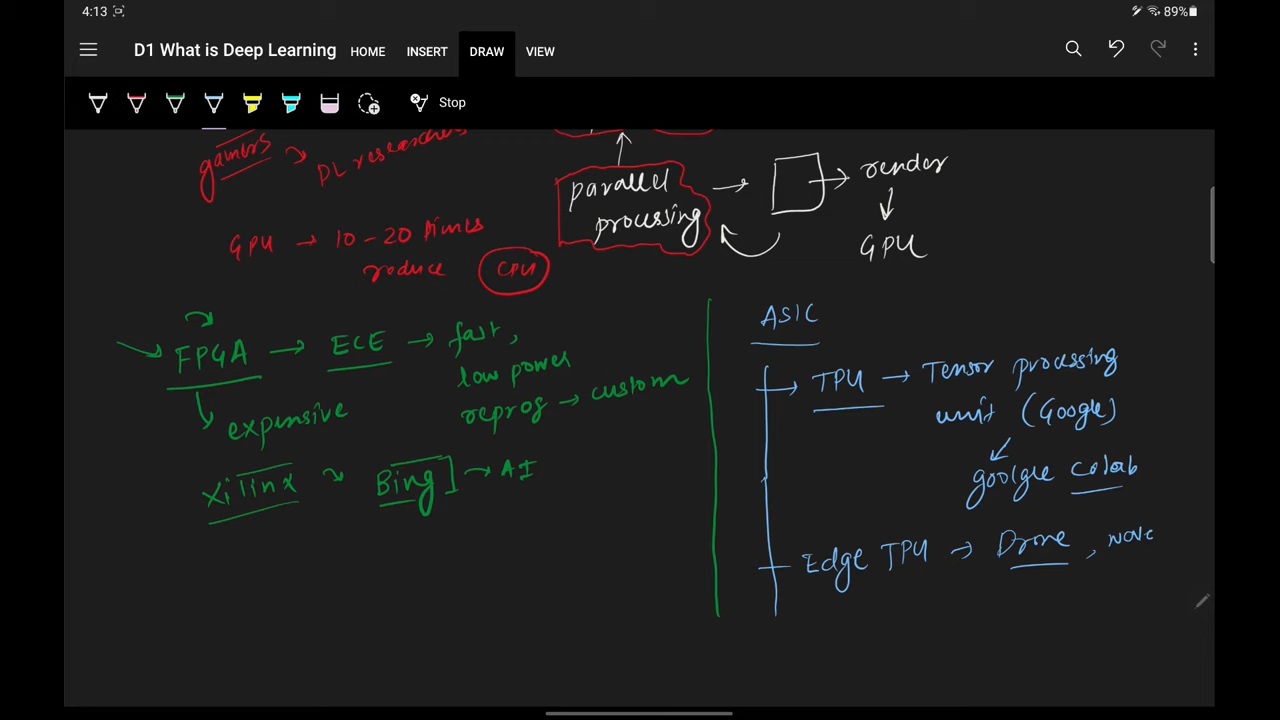 4:13
89%
D1 What is Deep Learning HOME INSERT DRAW VIEW
Stop
gamers
DL researchers
parallel
processing
render
GPU
GPU → 10-20 times
reduce CPU
FPGA → ECE → fast,
low power
reprog → custom
expensive
Xilinx
Bing → AI
ASIC
TPU → Tensor processing
unit (Google)
goolgle colab
Edge TPU → Drone,